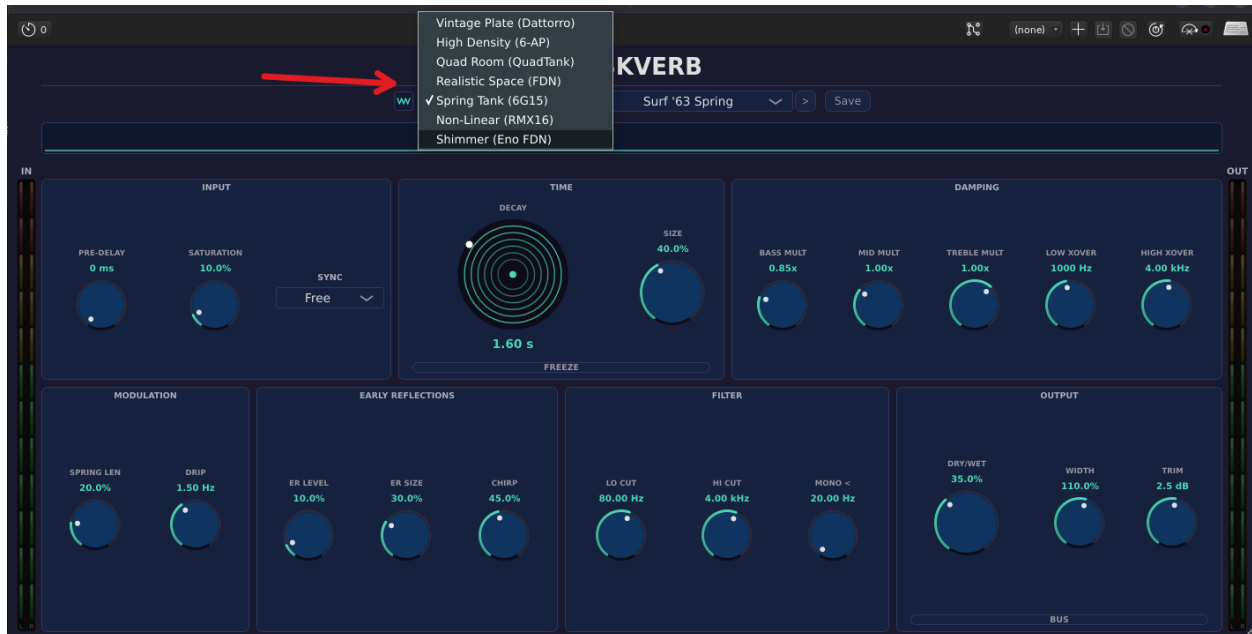 0
(none)
Vintage Plate (Dattorro)
High Density (6-AP)
Quad Room (QuadTank)
Realistic Space (FDN)
✓Spring Tank (6G15)
Non-Linear (RMX16)
Shimmer (Eno FDN)
KVERB
Surf '63 Spring
>
Save
IN
OUT
INPUT
TIME
DAMPING
DECAY
PRE-DELAY
SATURATION
0 ms
10.0%
SYNC
Free
SIZE
40.0%
1.60 s
FREEZE
BASS MULT
MID MULT
TREBLE MULT
LOW XOVER
HIGH XOVER
0.85x
1.00x
1.00x
1000 Hz
4.00 kHz
MODULATION
EARLY REFLECTIONS
FILTER
OUTPUT
SPRING LEN
DRIP
20.0%
1.50 Hz
ER LEVEL
ER SIZE
CHIRP
10.0%
30.0%
45.0%
LO CUT
HI CUT
MONO <
80.00 Hz
4.00 kHz
20.00 Hz
DRY/WET
WIDTH
TRIM
35.0%
110.0%
2.5 dB
BUS
L R
L R